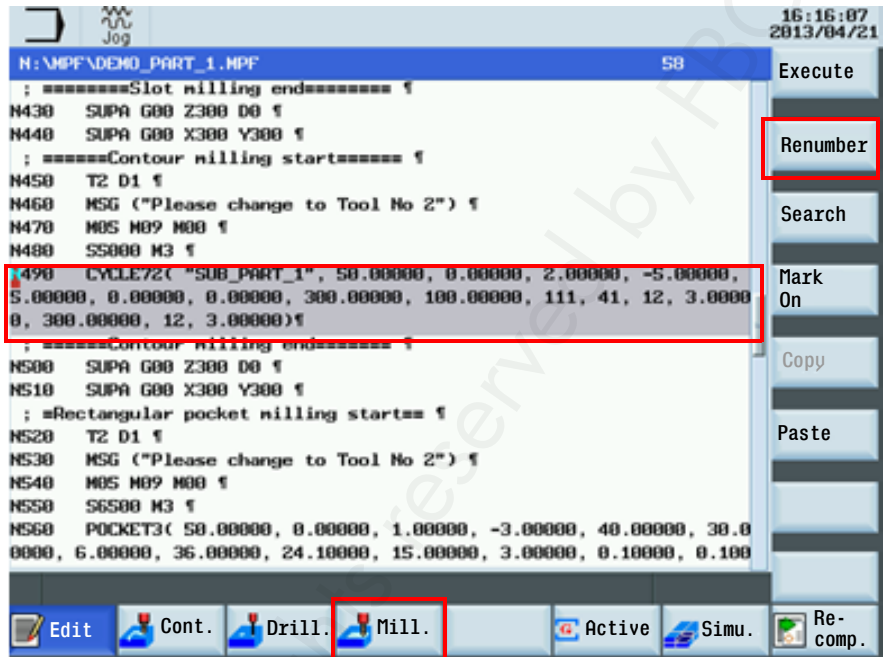 16:16:07
Jog
2013/04/21
N:\MPF\DEMO_PART_1.MPF 58
; ========Slot milling end======== ¶
N430 SUPA G00 Z300 D0 ¶
N440 SUPA G00 X300 Y300 ¶
; ======Contour milling start====== ¶
N450 T2 D1 ¶
N460 MSG ("Please change to Tool No 2") ¶
N470 M05 M09 M00 ¶
N480 S5000 M3 ¶
N490 CYCLE72( "SUB_PART_1", 50.00000, 0.00000, 2.00000, -5.00000,
5.00000, 0.00000, 0.00000, 300.00000, 100.00000, 111, 41, 12, 3.0000
0, 300.00000, 12, 3.00000)¶
; ======Contour milling end======== ¶
N500 SUPA G00 Z300 D0 ¶
N510 SUPA G00 X300 Y300 ¶
; =Rectangular pocket milling start== ¶
N520 T2 D1 ¶
N530 MSG ("Please change to Tool No 2") ¶
N540 M05 M09 M00 ¶
N550 S6500 M3 ¶
N560 POCKET3( 50.00000, 0.00000, 1.00000, -3.00000, 40.00000, 30.0
0000, 6.00000, 36.00000, 24.10000, 15.00000, 3.00000, 0.10000, 0.100
Execute
Renumber
Search
Mark
On
Copy
Paste
Edit
Cont.
Drill.
Mill.
Active
Simu.
Re-
comp.